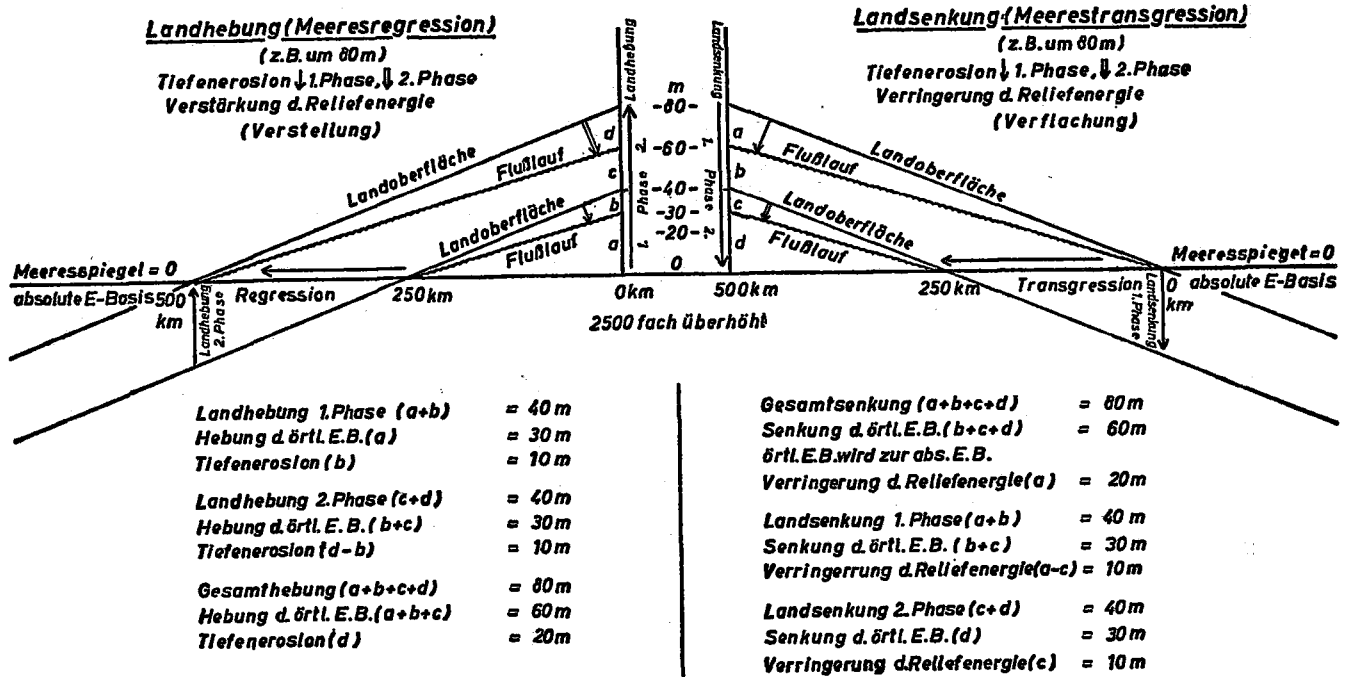 Landhebung (Meeresregression)
(z.B. um 80m)
Tiefenerosion ↓ 1.Phase, ⇓ 2.Phase
Verstärkung d. Reliefenergie
(Verstellung)
Landsenkung (Meerestransgression)
(z.B. um 80m)
Tiefenerosion ↓ 1.Phase, ⇓ 2.Phase
Verringerung d. Reliefenergie
(Verflachung)
Landhebung
2.
Phase
1.
m
-80-
-60-
-40-
-30-
-20-
0
Landsenkung
1.
Phase
2.
Landoberfläche
Flußlauf
d
c
Landoberfläche
Flußlauf
b
a
a
Flußlauf
Landoberfläche
b
c
Landoberfläche
Flußlauf
d
Meeresspiegel = 0
absolute E-Basis
500 km
Landhebung
2.Phase
Regression
250 km
0 km
500 km
250 km
Transgression
Landsenkung
1. Phase
0 km
Meeresspiegel = 0
absolute E-Basis
2500 fach überhöht
Landhebung 1.Phase (a+b) = 40 m
Hebung d. örtl. E.B. (a) = 30 m
Tiefenerosion (b) = 10 m
Landhebung 2.Phase (c+d) = 40 m
Hebung d. örtl. E.B. (b+c) = 30 m
Tiefenerosion (d-b) = 10 m
Gesamthebung (a+b+c+d) = 80 m
Hebung d. örtl. E.B. (a+b+c) = 60 m
Tiefenerosion (d) = 20 m
Gesamtsenkung (a+b+c+d) = 80 m
Senkung d. örtl. E.B. (b+c+d) = 60 m
örtl. E.B. wird zur abs. E.B.
Verringerung d. Reliefenergie (a) = 20 m
Landsenkung 1.Phase (a+b) = 40 m
Senkung d. örtl. E.B. (b+c) = 30 m
Verringerrung d. Reliefenergie (a-c) = 10 m
Landsenkung 2.Phase (c+d) = 40 m
Senkung d. örtl. E.B. (d) = 30 m
Verringerung d. Reliefenergie (c) = 10 m